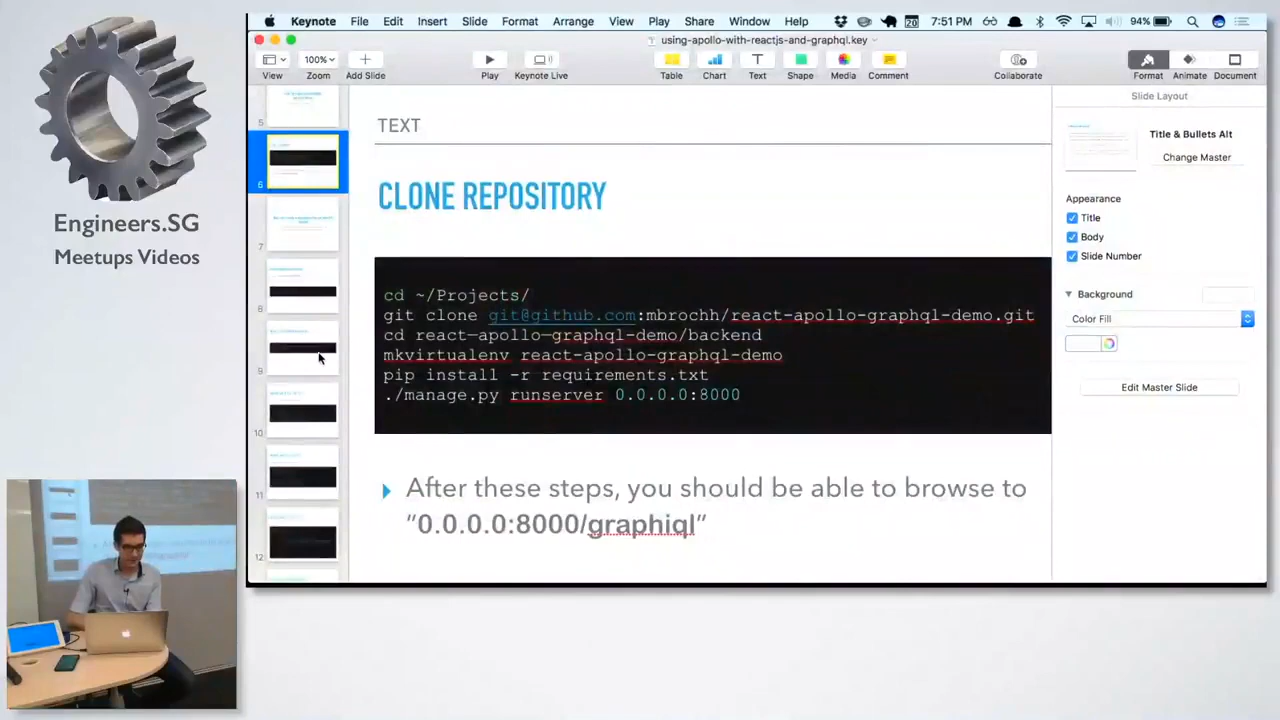 Keynote File Edit Insert Slide Format Arrange View Play Share Window Help 20 7:51 PM 94%
using-apollo-with-reactjs-and-graphql.key
100%
View Zoom Add Slide Play Keynote Live Table Chart Text Shape Media Comment Collaborate Format Animate Document
Slide Layout
Title & Bullets Alt
Change Master
Appearance
Title
Body
Slide Number
Background
Color Fill
Edit Master Slide
5
6
7
8
9
10
11
12
TEXT
CLONE REPOSITORY
cd ~/Projects/
git clone git@github.com:mbrochh/react-apollo-graphql-demo.git
cd react—apollo—graphql-demo/backend
mkvirtualenv react-apollo-graphql-demo
pip install -r requirements.txt
./manage.py runserver 0.0.0.0:8000
After these steps, you should be able to browse to
“0.0.0.0:8000/graphiql”
Engineers.SG
Meetups Videos